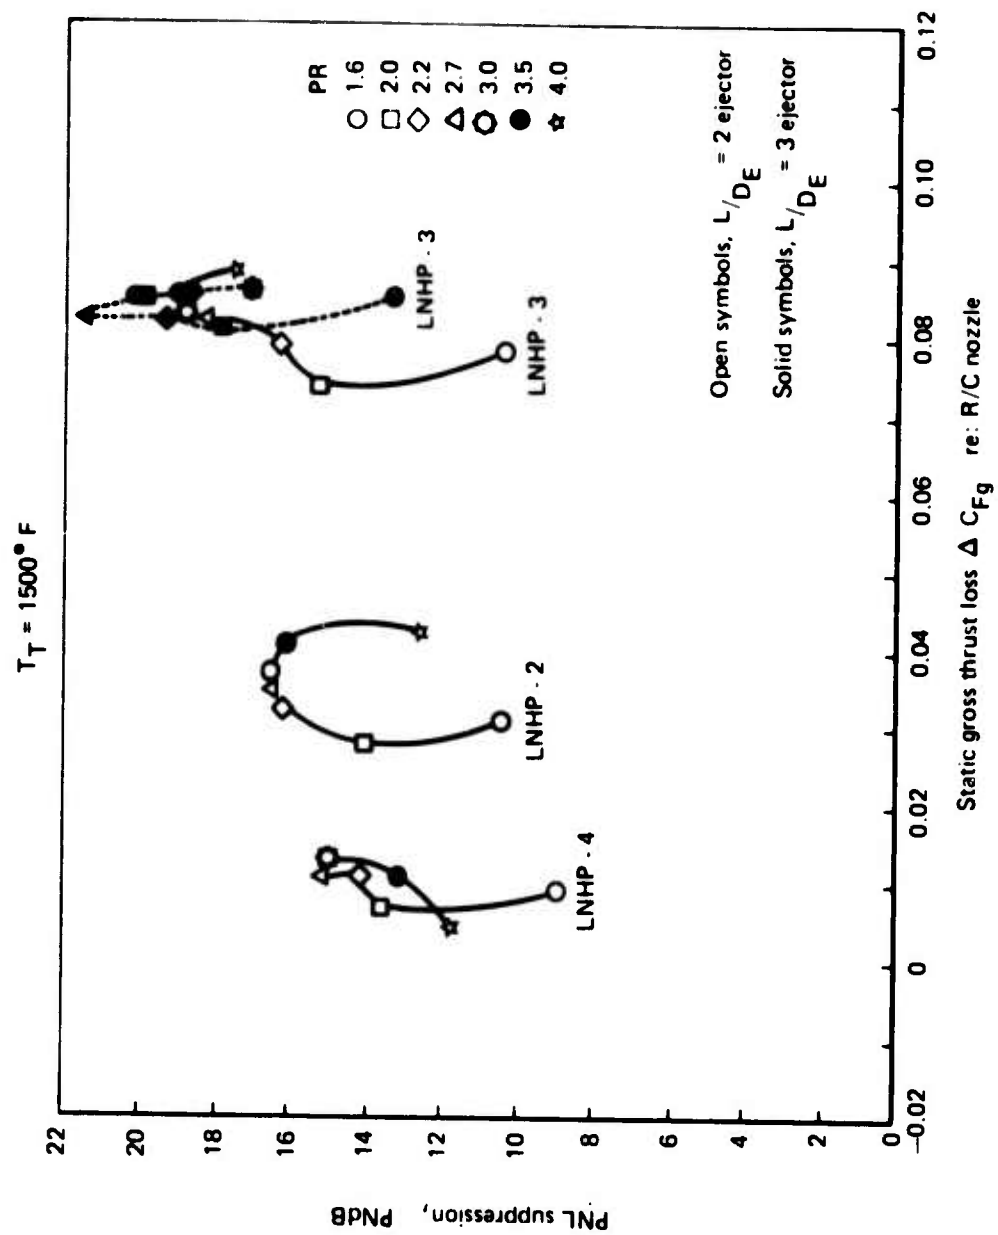 T_T = 1500° F
PNL suppression, PNdB
22
20
18
16
14
12
10
8
6
4
2
0
PR
○ 1.6
□ 2.0
◇ 2.2
△ 2.7
3.0
● 3.5
☆ 4.0
LNHP - 3
LNHP - 3
LNHP - 2
LNHP - 4
Open symbols, L/D_E = 2 ejector
Solid symbols, L/D_E = 3 ejector
−0.02
0
0.02
0.04
0.06
0.08
0.10
0.12
Static gross thrust loss Δ C_Fg re: R/C nozzle